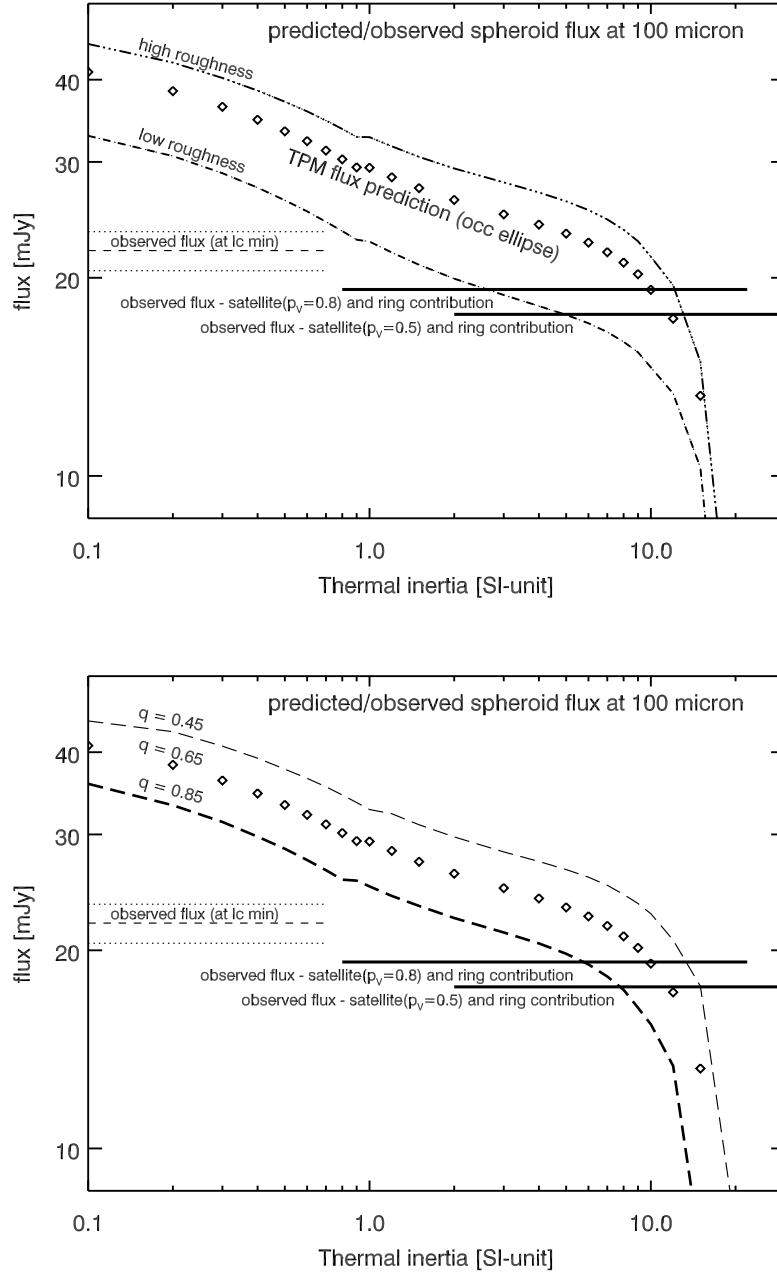 predicted/observed spheroid flux at 100 micron
high roughness
low roughness
TPM flux prediction (occ ellipse)
observed flux (at lc min)
observed flux - satellite(pV=0.8) and ring contribution
observed flux - satellite(pV=0.5) and ring contribution
40
30
20
10
flux [mJy]
0.1 1.0 10.0
Thermal inertia [SI-unit]
predicted/observed spheroid flux at 100 micron
q = 0.45
q = 0.65
q = 0.85
observed flux (at lc min)
observed flux - satellite(pV=0.8) and ring contribution
observed flux - satellite(pV=0.5) and ring contribution
40
30
20
10
flux [mJy]
0.1 1.0 10.0
Thermal inertia [SI-unit]